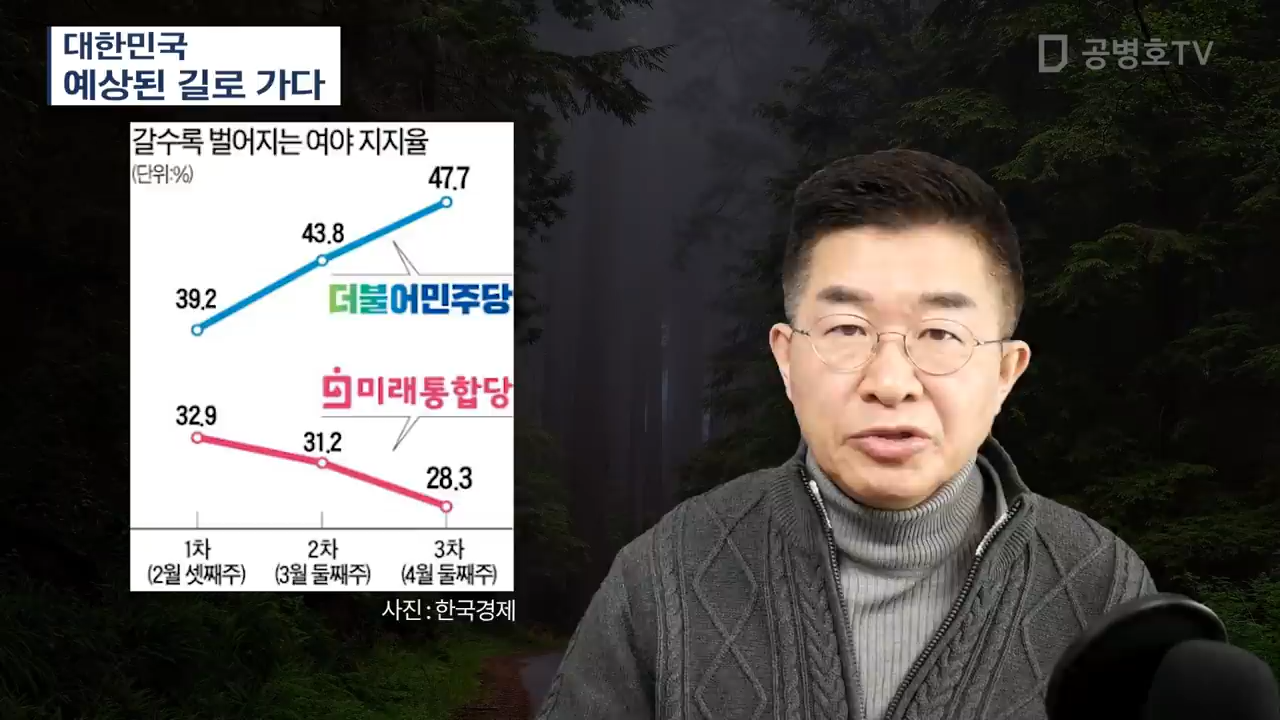 대한민국
예상된 길로 가다
공병호TV
갈수록 벌어지는 여야 지지율
(단위:%)
47.7
43.8
39.2
더불어민주당
미래통합당
32.9
31.2
28.3
1차 2차 3차
(2월 셋째주) (3월 둘째주) (4월 둘째주)
사진 : 한국경제